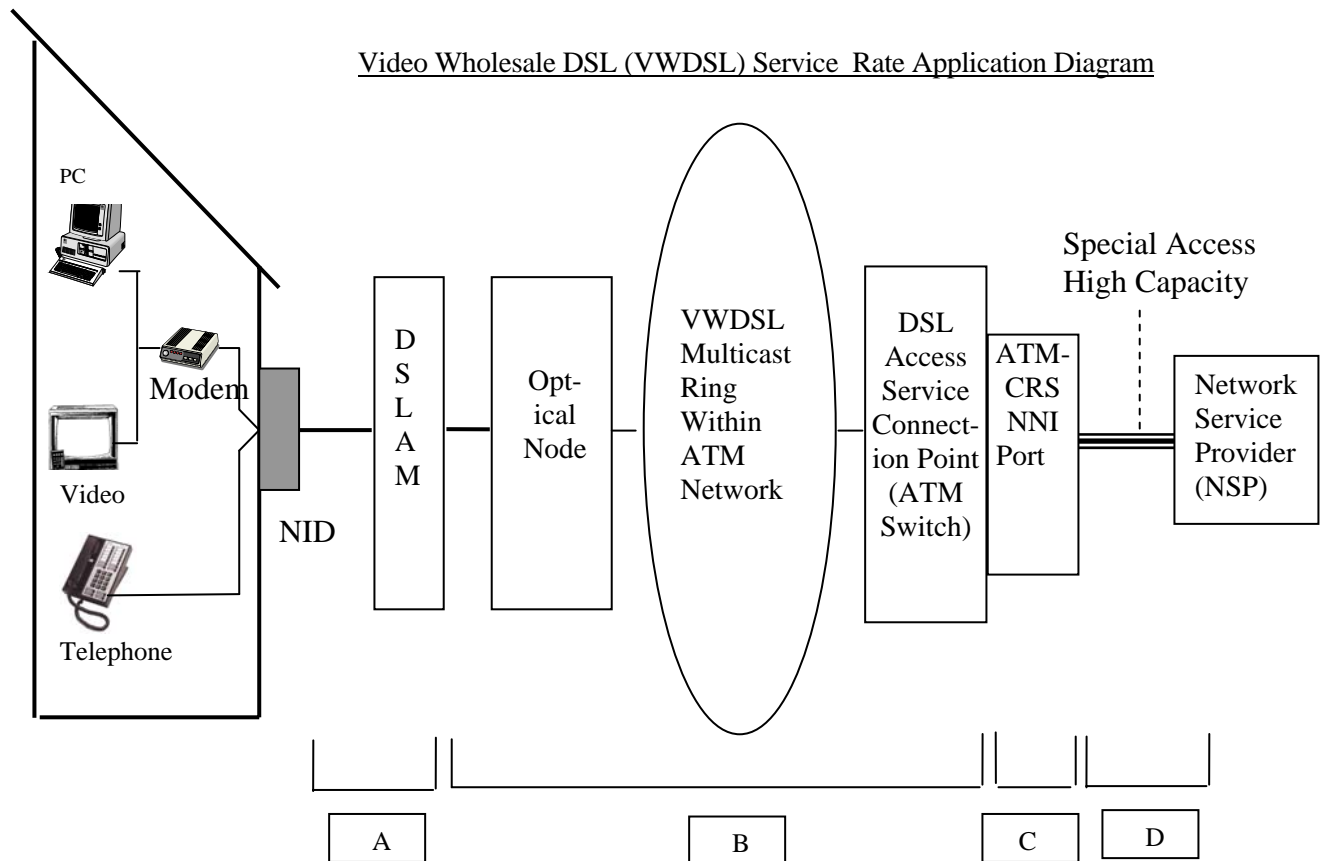 Video Wholesale DSL (VWDSL) Service Rate Application Diagram
PC
Modem
Video
Telephone
NID
D
S
L
A
M
Opt-
ical
Node
VWDSL
Multicast
Ring
Within
ATM
Network
DSL
Access
Service
Connect-
ion Point
(ATM
Switch)
ATM-
CRS
NNI
Port
Special Access
High Capacity
Network
Service
Provider
(NSP)
A
B
C
D